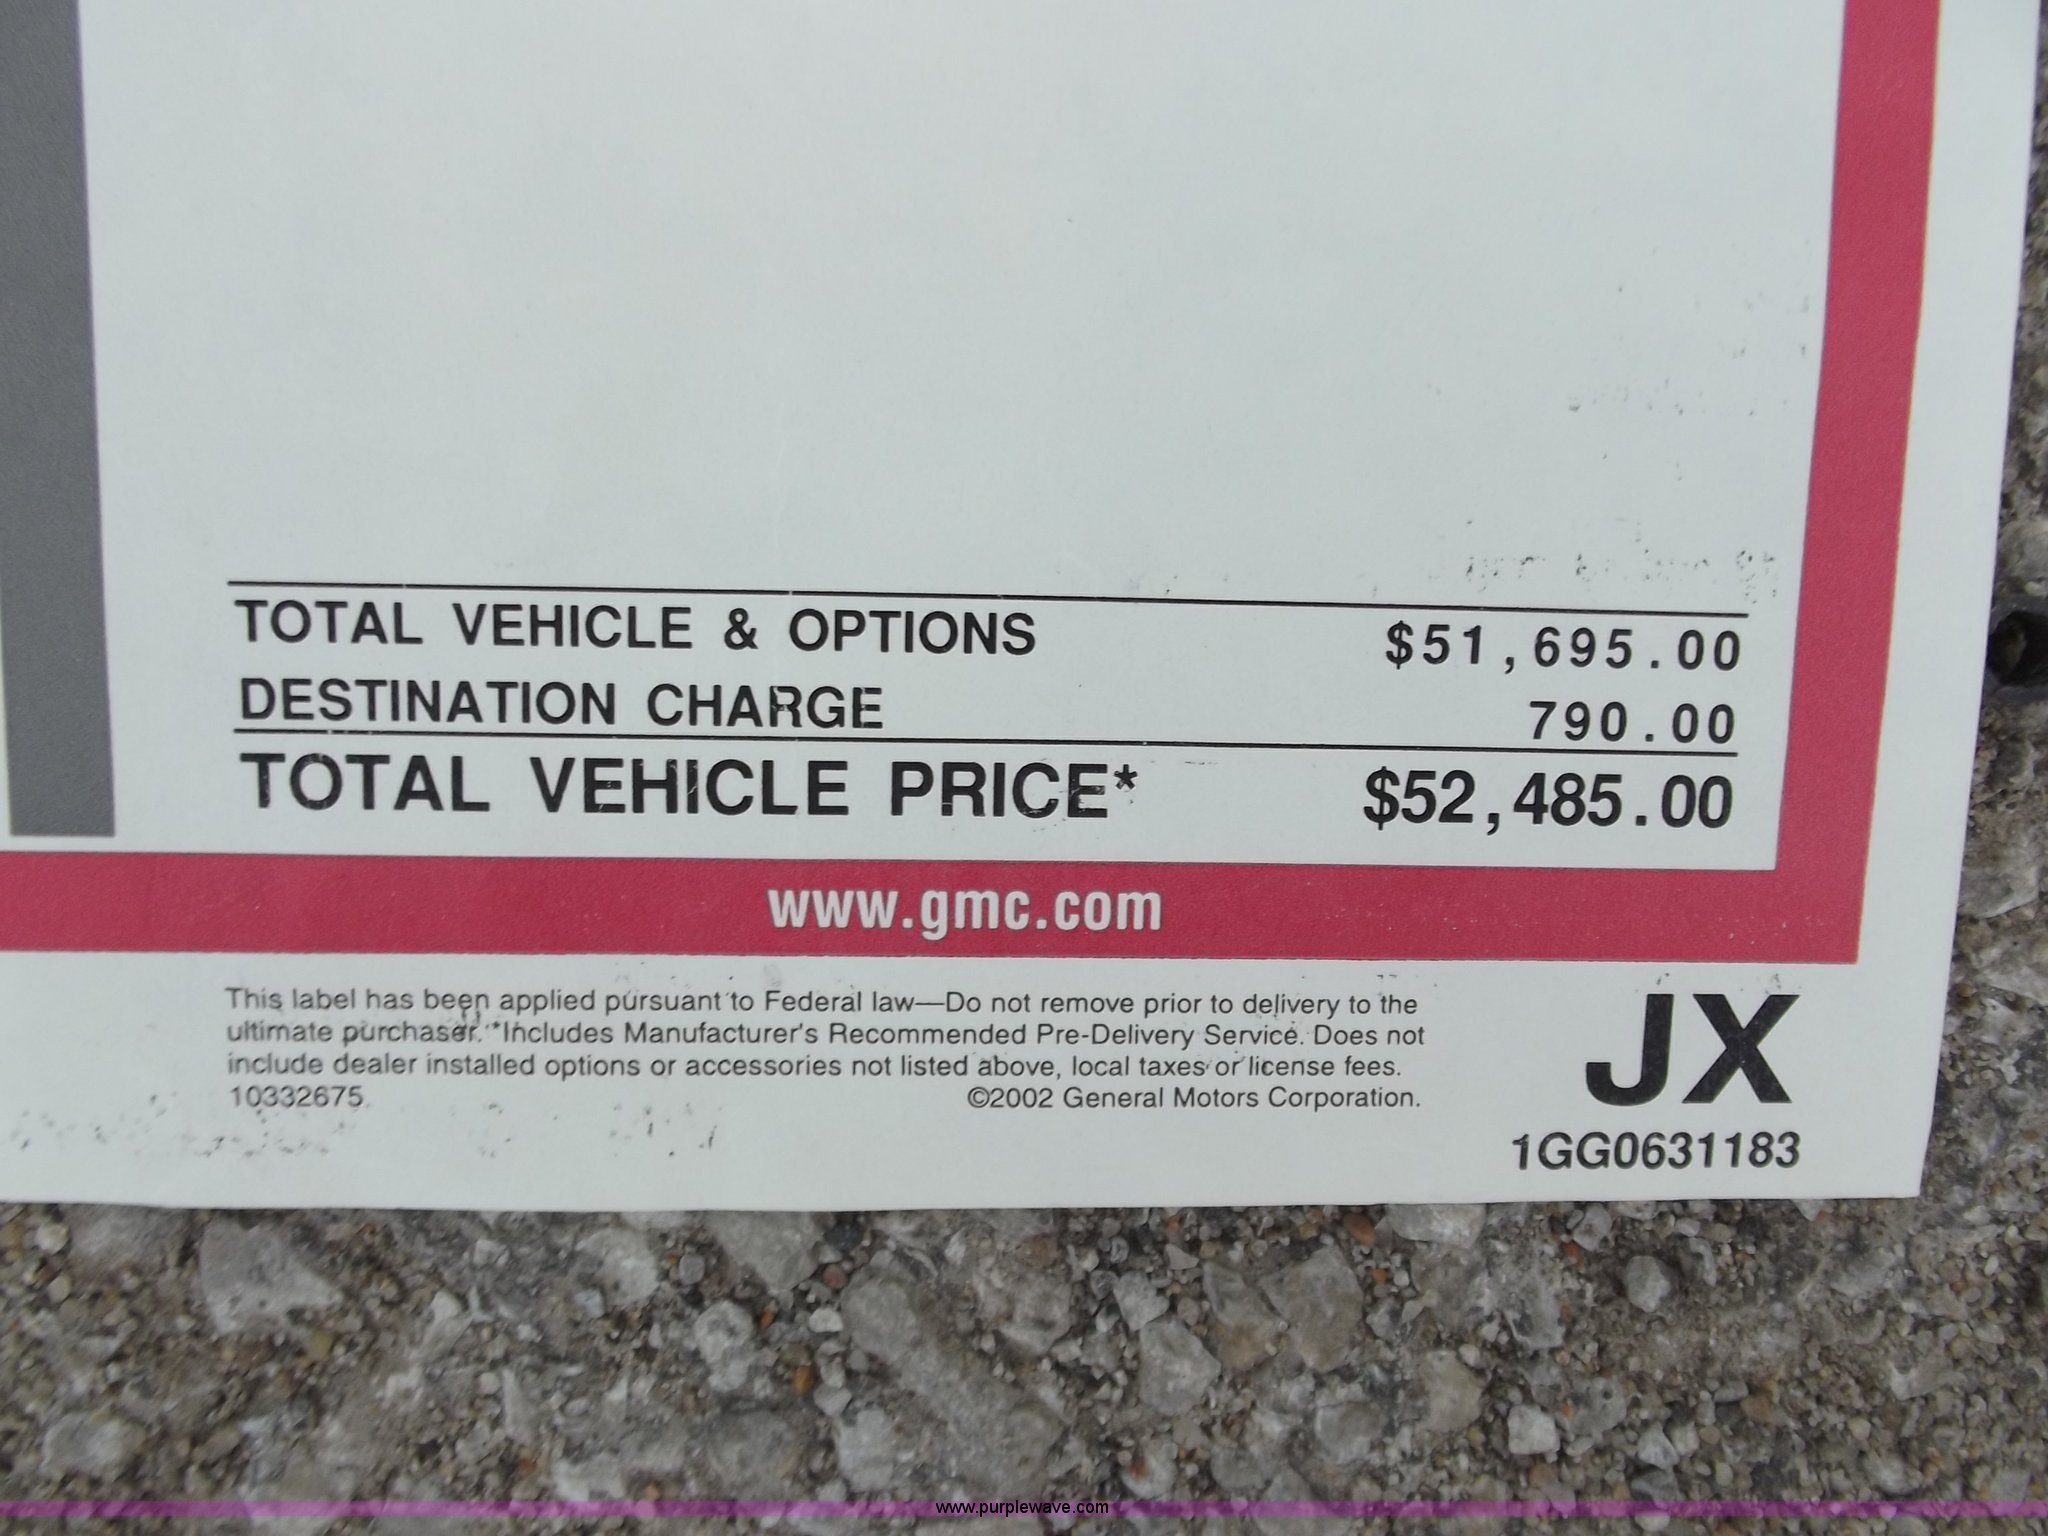 TOTAL VEHICLE & OPTIONS $51,695.00
DESTINATION CHARGE 790.00
TOTAL VEHICLE PRICE* $52,485.00
www.gmc.com
This label has been applied pursuant to Federal law—Do not remove prior to delivery to the
ultimate purchaser. *Includes Manufacturer's Recommended Pre-Delivery Service. Does not
include dealer installed options or accessories not listed above, local taxes or license fees.
10332675 ©2002 General Motors Corporation.
JX
1GG0631183
www.purplewave.com